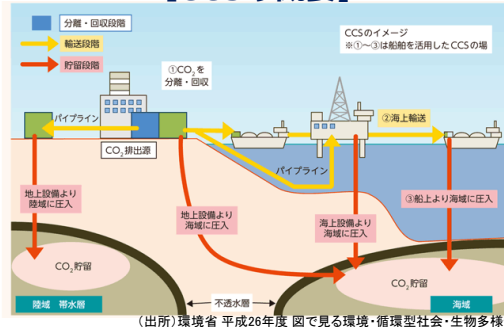 分離・回収段階
輸送段階
貯留段階
CCSのイメージ
※①~③は船舶を活用したCCSの場
①CO₂を
分離・回収
パイプライン
CO₂排出源
②海上輸送
パイプライン
地上設備より
陸域に圧入
地上設備より
海域に圧入
海上設備より
海域に圧入
③船上より海域に圧入
CO₂貯留
CO₂貯留
陸域 帯水層
不透水層
海域
(出所)環境省 平成26年度 図で見る環境・循環型社会・生物多様